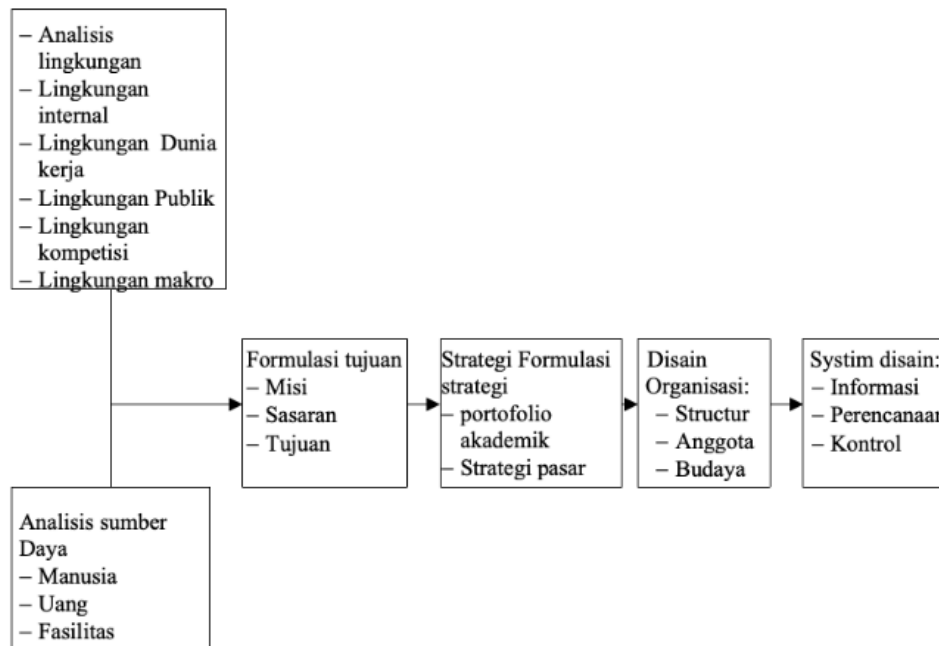 – Analisis
lingkungan
– Lingkungan
internal
– Lingkungan Dunia
kerja
– Lingkungan Publik
– Lingkungan
kompetisi
– Lingkungan makro
Formulasi tujuan
– Misi
– Sasaran
– Tujuan
Strategi Formulasi
strategi
– portofolio
akademik
– Strategi pasar
Disain
Organisasi:
– Structur
– Anggota
– Budaya
Systim disain:
– Informasi
– Perencanaan
– Kontrol
Analisis sumber
Daya
– Manusia
– Uang
– Fasilitas